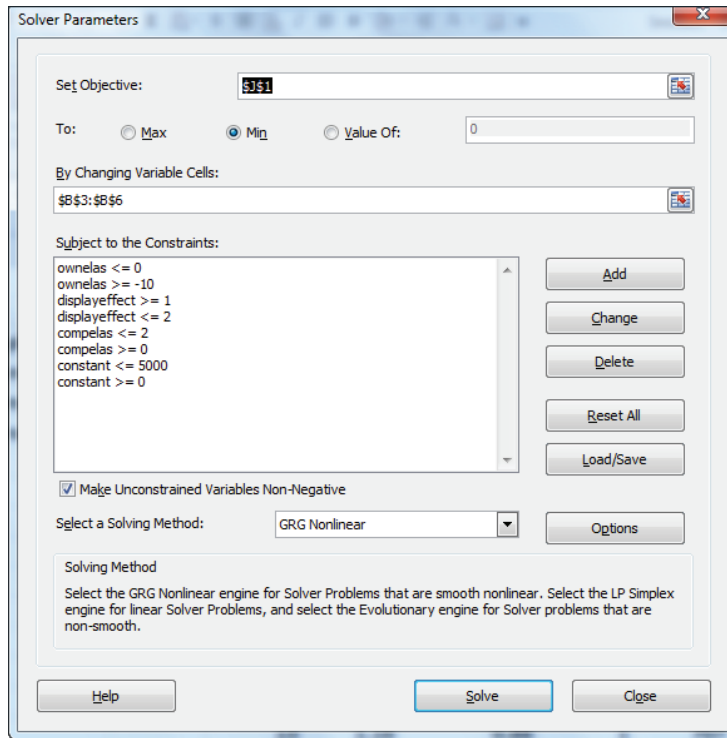 Solver Parameters
Set Objective:
$J$1
To:
Max
Min
Value Of:
0
By Changing Variable Cells:
$B$3:$B$6
Subject to the Constraints:
ownelas <= 0
ownelas >= -10
displayeffect >= 1
displayeffect <= 2
compelas <= 2
compelas >= 0
constant <= 5000
constant >= 0
Add
Change
Delete
Reset All
Load/Save
Make Unconstrained Variables Non-Negative
Select a Solving Method:
GRG Nonlinear
Options
Solving Method
Select the GRG Nonlinear engine for Solver Problems that are smooth nonlinear. Select the LP Simplex
engine for linear Solver Problems, and select the Evolutionary engine for Solver problems that are
non-smooth.
Help
Solve
Close